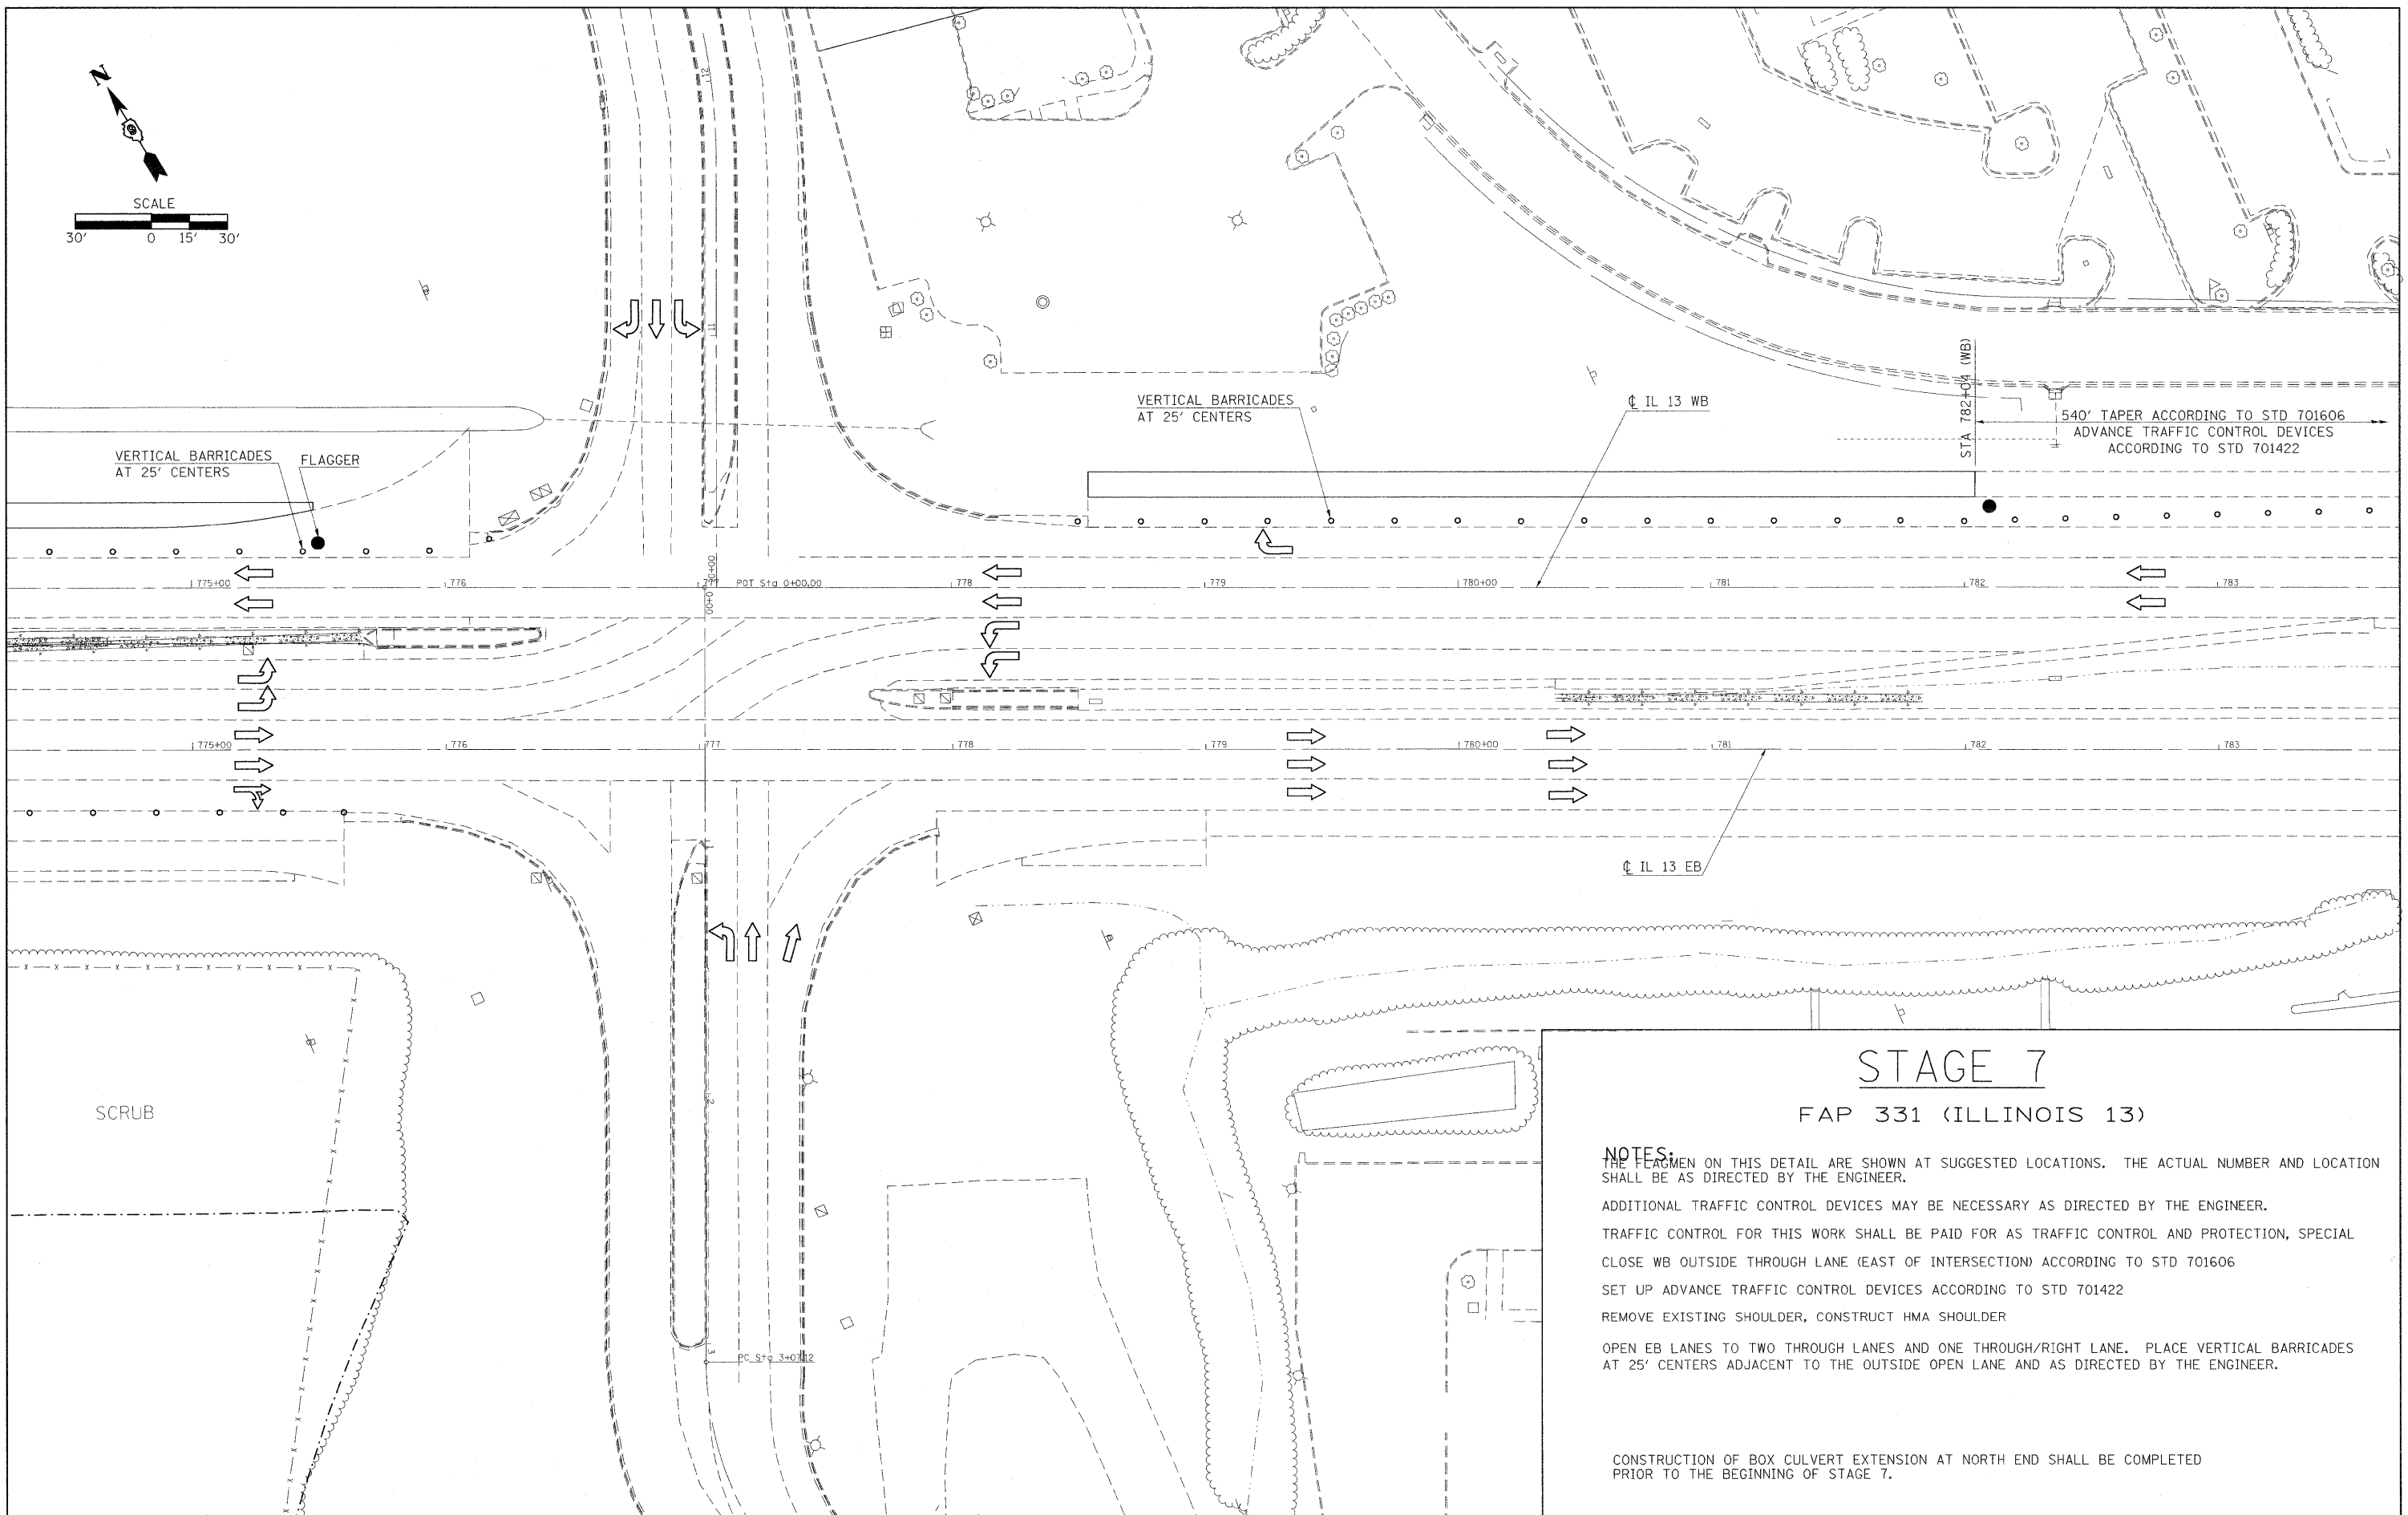 N
SCALE
30' 0 15' 30'
12
11
VERTICAL BARRICADES
AT 25' CENTERS
FLAGGER
VERTICAL BARRICADES
AT 25' CENTERS
℄ IL 13 WB
STA 782+04 (WB)
540' TAPER ACCORDING TO STD 701606
ADVANCE TRAFFIC CONTROL DEVICES
ACCORDING TO STD 701422
775+00 776 777 POT Sta 0+00.00 778 779 780+00 781 782 783
775+00 776 777 778 779 780+00 781 782 783
℄ IL 13 EB
SCRUB
2
3
PC Sta 3+07.12
STAGE 7
FAP 331 (ILLINOIS 13)
NOTES:
THE FLAGMEN ON THIS DETAIL ARE SHOWN AT SUGGESTED LOCATIONS. THE ACTUAL NUMBER AND LOCATION
SHALL BE AS DIRECTED BY THE ENGINEER.
ADDITIONAL TRAFFIC CONTROL DEVICES MAY BE NECESSARY AS DIRECTED BY THE ENGINEER.
TRAFFIC CONTROL FOR THIS WORK SHALL BE PAID FOR AS TRAFFIC CONTROL AND PROTECTION, SPECIAL
CLOSE WB OUTSIDE THROUGH LANE (EAST OF INTERSECTION) ACCORDING TO STD 701606
SET UP ADVANCE TRAFFIC CONTROL DEVICES ACCORDING TO STD 701422
REMOVE EXISTING SHOULDER, CONSTRUCT HMA SHOULDER
OPEN EB LANES TO TWO THROUGH LANES AND ONE THROUGH/RIGHT LANE. PLACE VERTICAL BARRICADES
AT 25' CENTERS ADJACENT TO THE OUTSIDE OPEN LANE AND AS DIRECTED BY THE ENGINEER.
CONSTRUCTION OF BOX CULVERT EXTENSION AT NORTH END SHALL BE COMPLETED
PRIOR TO THE BEGINNING OF STAGE 7.